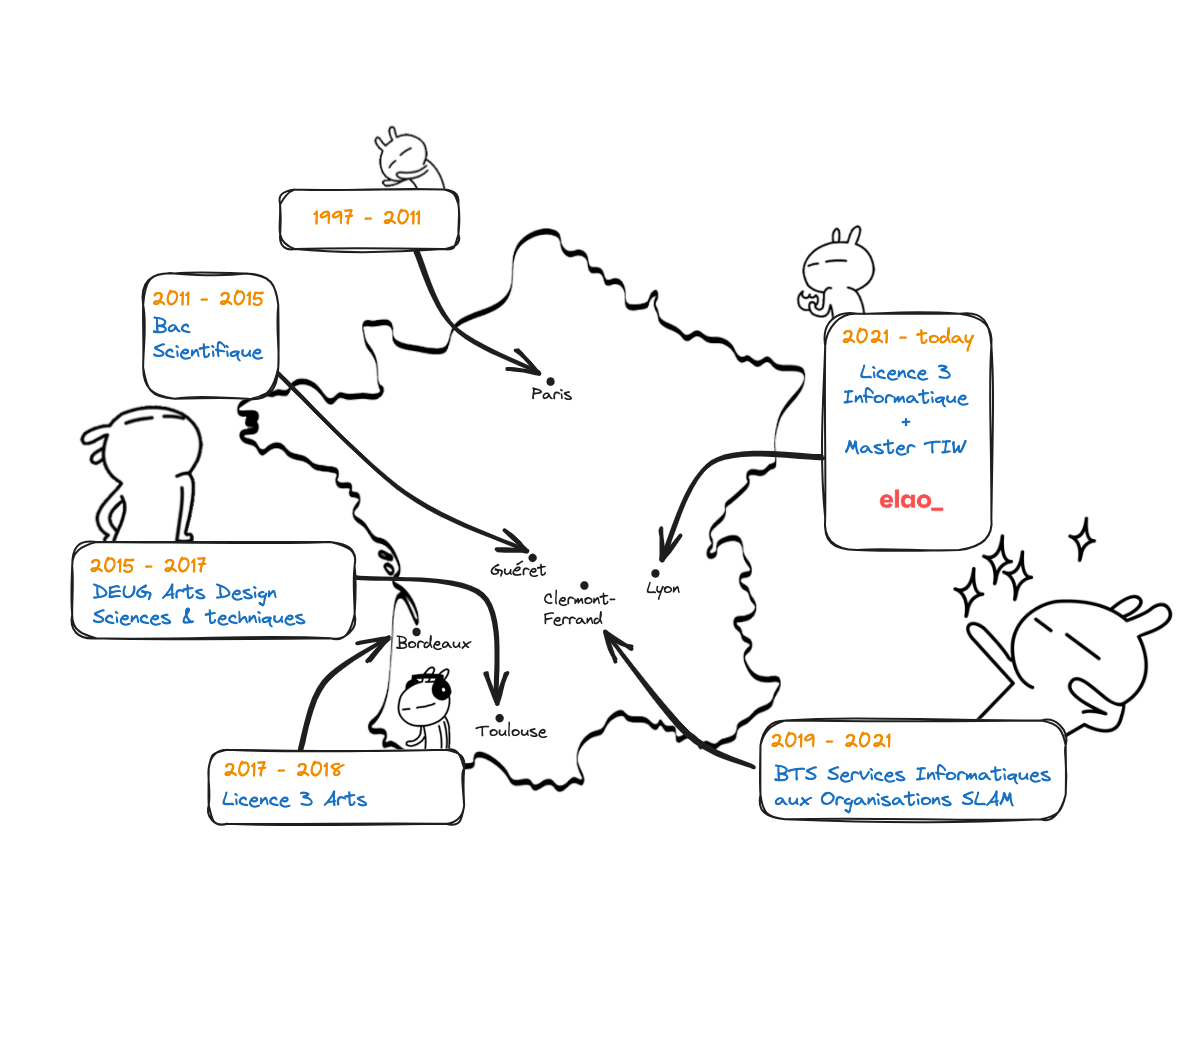 1997 - 2011
2011 - 2015
Bac
Scientifique
2021 - today
Licence 3
Informatique
+
Master TIW
elao_
Paris
2015 - 2017
DEUG Arts Design
Sciences & techniques
Guéret
Clermont-
Ferrand
Lyon
Bordeaux
Toulouse
2017 - 2018
Licence 3 Arts
2019 - 2021
BTS Services Informatiques
aux Organisations SLAM